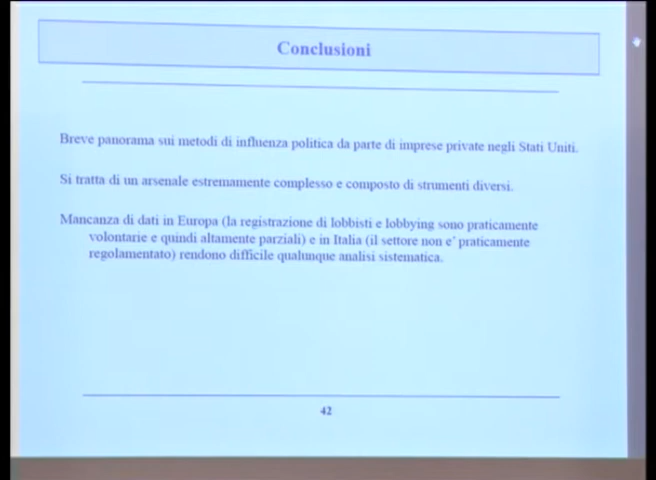 Conclusioni
Breve panorama sui metodi di influenza politica da parte di imprese private negli Stati Uniti.
Si tratta di un arsenale estremamente complesso e composto di strumenti diversi.
Mancanza di dati in Europa (la registrazione di lobbisti e lobbying sono praticamente
volontarie e quindi altamente parziali) e in Italia (il settore non e' praticamente
regolamentato) rendono difficile qualunque analisi sistematica.
42